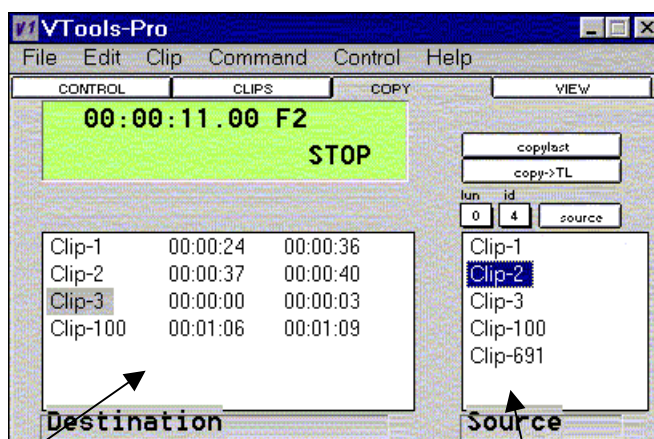 V1 VTools-Pro
File Edit Clip Command Control Help
CONTROL CLIPS COPY VIEW
00:00:11.00 F2
STOP
copylast
copy->TL
lun id
0 4 source
Clip-1 00:00:24 00:00:36
Clip-2 00:00:37 00:00:40
Clip-3 00:00:00 00:00:03
Clip-100 00:01:06 00:01:09
Destination
Clip-1
Clip-2
Clip-3
Clip-100
Clip-691
Source